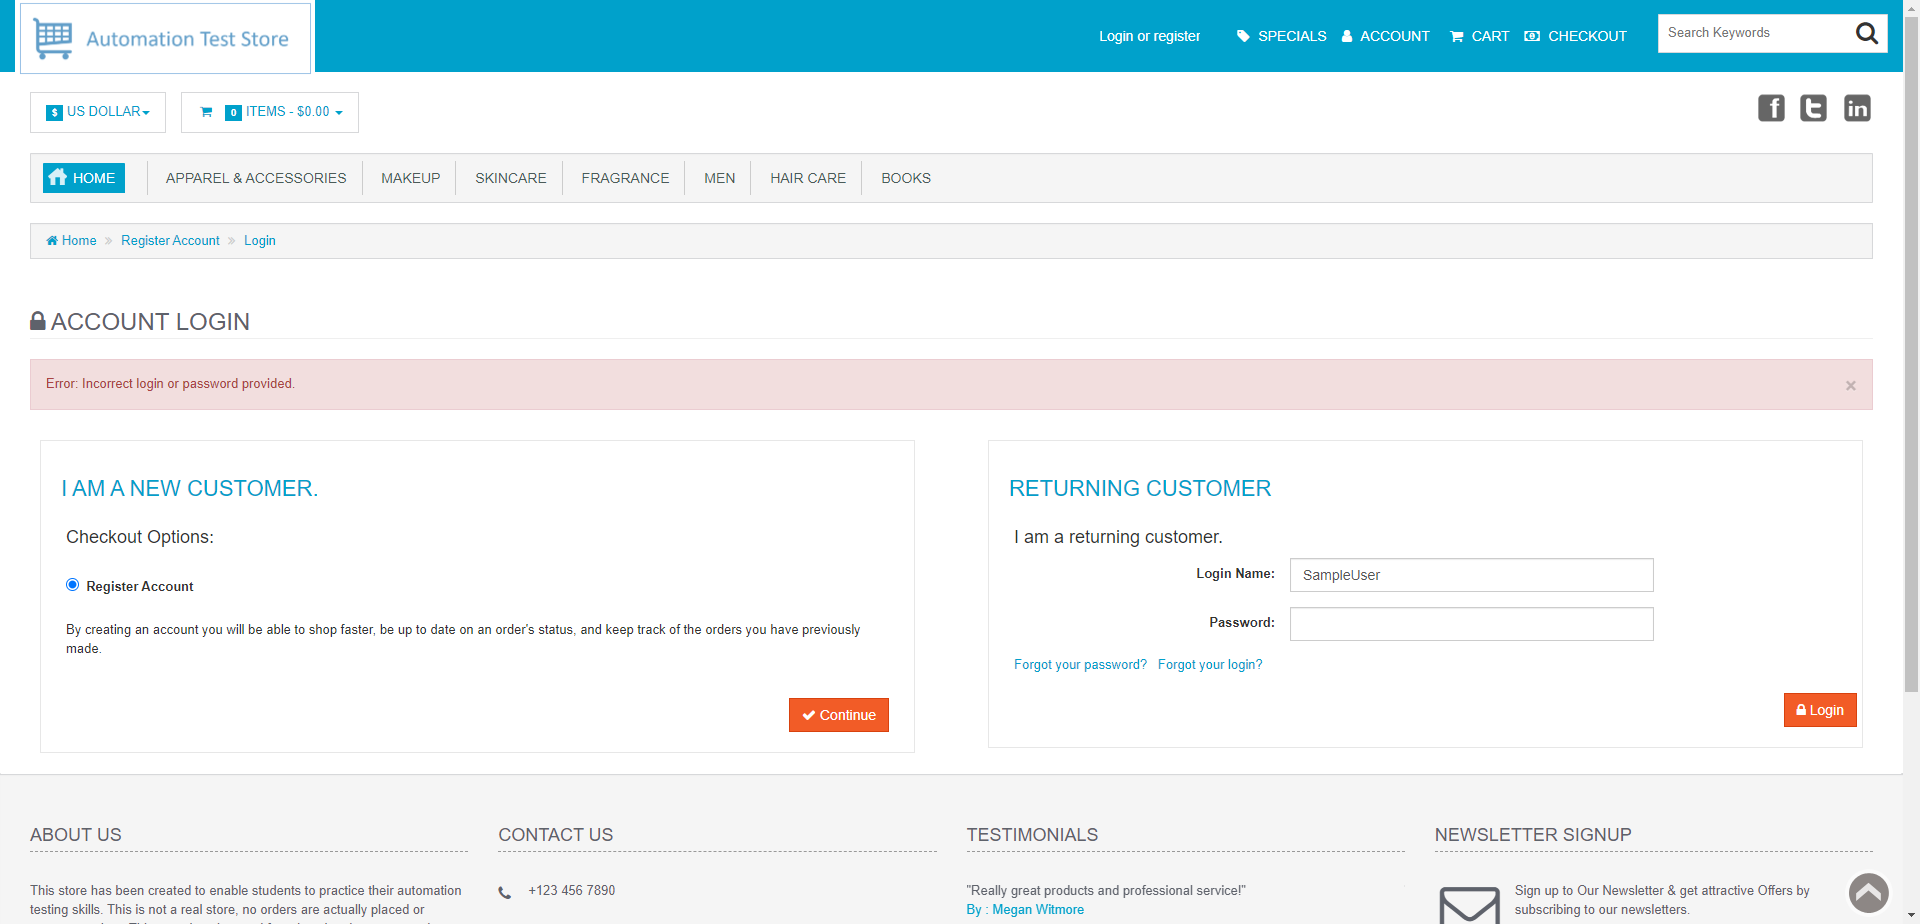 Automation Test Store
Login or register
SPECIALS
ACCOUNT
CART
CHECKOUT
Search Keywords
$ US DOLLAR
0 ITEMS - $0.00
f
t
in
HOME
APPAREL & ACCESSORIES
MAKEUP
SKINCARE
FRAGRANCE
MEN
HAIR CARE
BOOKS
Home » Register Account » Login
ACCOUNT LOGIN
Error: Incorrect login or password provided.
×
I AM A NEW CUSTOMER.
Checkout Options:
Register Account
By creating an account you will be able to shop faster, be up to date on an order's status, and keep track of the orders you have previously
made.
Continue
RETURNING CUSTOMER
I am a returning customer.
Login Name:
SampleUser
Password:
Forgot your password? Forgot your login?
Login
ABOUT US
This store has been created to enable students to practice their automation
testing skills. This is not a real store, no orders are actually placed or
CONTACT US
+123 456 7890
TESTIMONIALS
"Really great products and professional service!"
By : Megan Witmore
NEWSLETTER SIGNUP
Sign up to Our Newsletter & get attractive Offers by
subscribing to our newsletters.